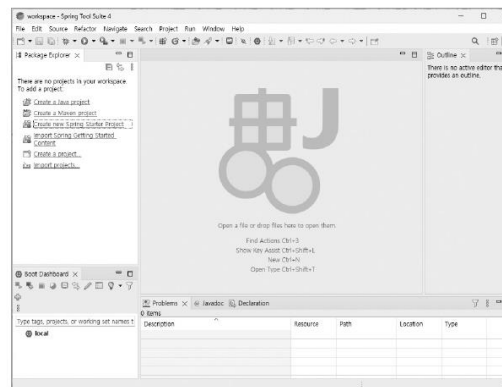 workspace - Spring Tool Suite 4
File Edit Source Refactor Navigate Search Project Run Window Help
Package Explorer
There are no projects in your workspace.
To add a project:
Create a Java project
Create a Maven project
Create new Spring Starter Project
Import Spring Getting Started
Content
Create a project...
Import projects...
Open a file or drop files here to open them.
Find Actions Ctrl+3
Show Key Assist Ctrl+Shift+L
New Ctrl+N
Open Type Ctrl+Shift+T
Outline
There is no active editor that
provides an outline.
Boot Dashboard
Type tags, projects, or working set names t
local
Problems Javadoc Declaration
0 items
Description Resource Path Location Type